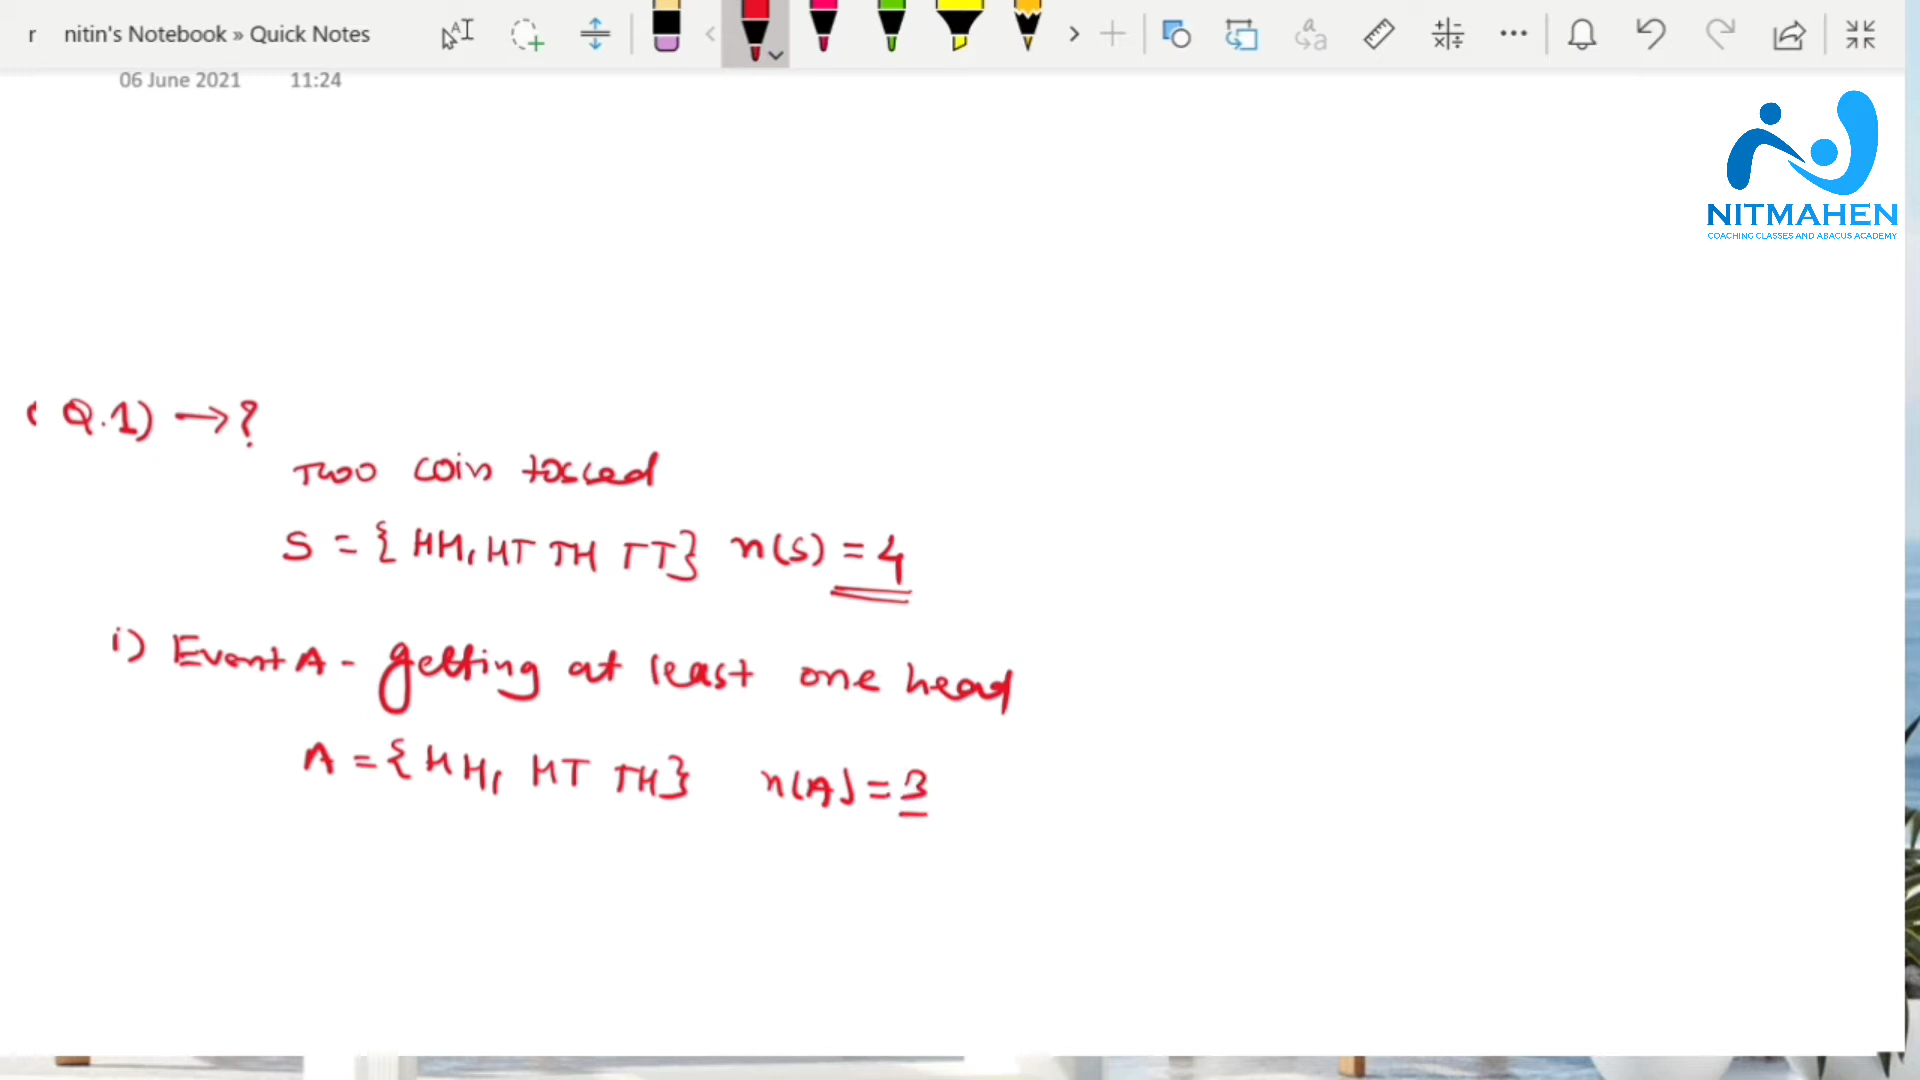 r nitin's Notebook » Quick Notes
06 June 2021 11:24
NITMAHEN
COACHING CLASSES AND ABACUS ACADEMY
( Q.1) → ?
Two coin tossed
S = { HH, HT TH TT} n(S) = 4
i) Event A - getting at least one head
A = { HH, HT TH} n(A) = 3